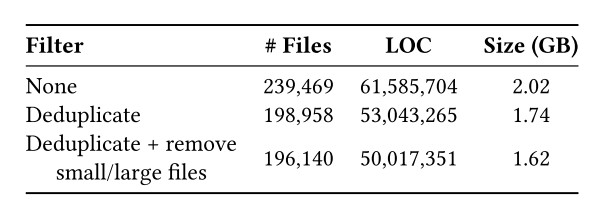 Filter # Files LOC Size (GB)
None 239,469 61,585,704 2.02
Deduplicate 198,958 53,043,265 1.74
Deduplicate + remove
small/large files 196,140 50,017,351 1.62